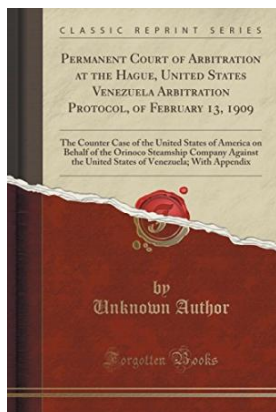 CLASSIC REPRINT SERIES
PERMANENT COURT OF ARBITRATION
AT THE HAGUE, UNITED STATES
VENEZUELA ARBITRATION
PROTOCOL, OF FEBRUARY 13, 1909
The Counter Case of the United States of America on
Behalf of the Orinoco Steamship Company Against
the United States of Venezuela; With Appendix
by
Unknown Author
Forgotten Books